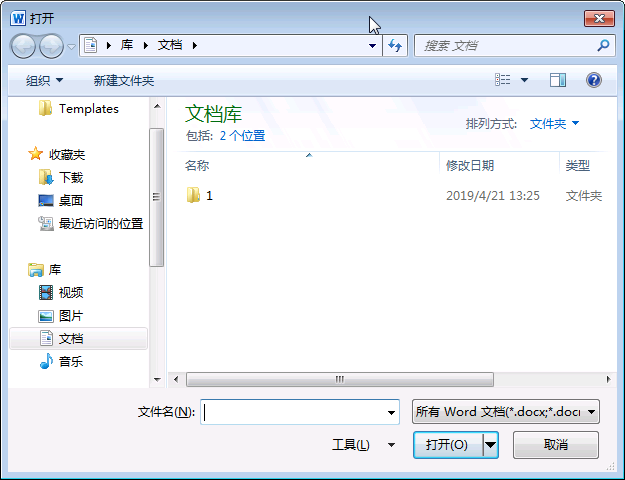 打开
库 文档
搜索 文档
组织 新建文件夹
Templates
收藏夹
下载
桌面
最近访问的位置
库
视频
图片
文档
音乐
文档库
包括: 2 个位置
排列方式: 文件夹
名称 修改日期 类型
1 2019/4/21 13:25 文件夹
文件名(N):
所有 Word 文档(*.docx;*.docm
工具(L) 打开(O) 取消